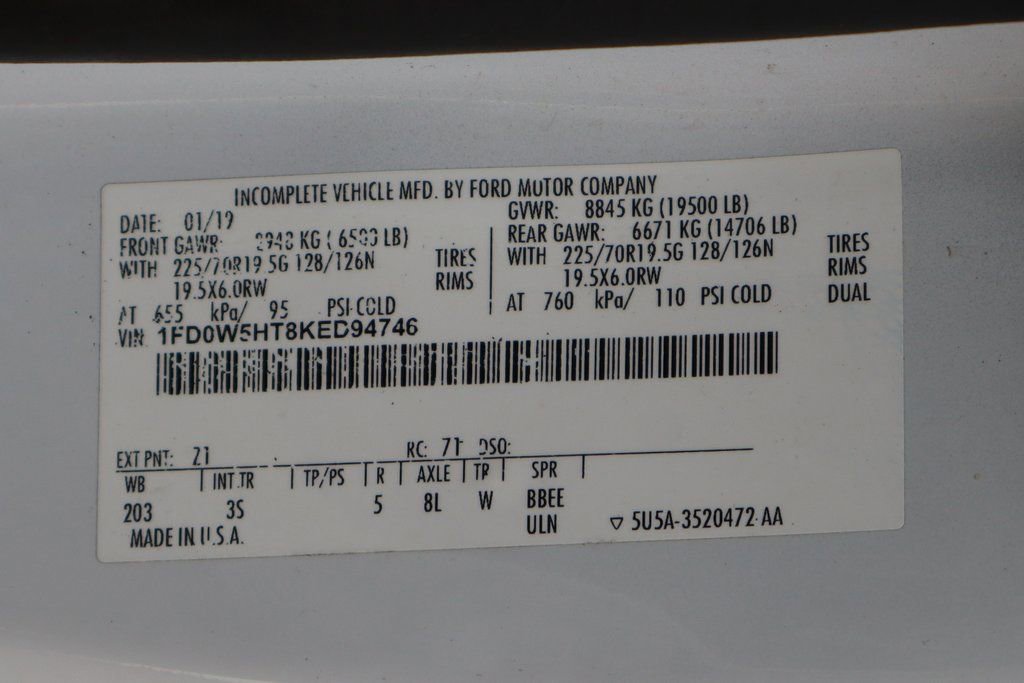 INCOMPLETE VEHICLE MFD. BY FORD MOTOR COMPANY
DATE: 01/19
GVWR: 8845 KG (19500 LB)
FRONT GAWR: KG ( LB)
REAR GAWR: 6671 KG (14706 LB)
WITH 225/70R19.5G 128/126N TIRES
19.5X6.0RW RIMS
AT 655 kPa/ 95 PSI COLD
WITH 225/70R19.5G 128/126N TIRES
19.5X6.0RW RIMS
AT 760 kPa/ 110 PSI COLD DUAL
VIN: 1FD0W5HT8KED94746
EXT PNT: Z1 RC: 71 DSO:
WB INT TR TP/PS R AXLE TR SPR
203 3S 5 8L W BBEE
ULN
MADE IN U.S.A.
▽ 5U5A-3520472-AA